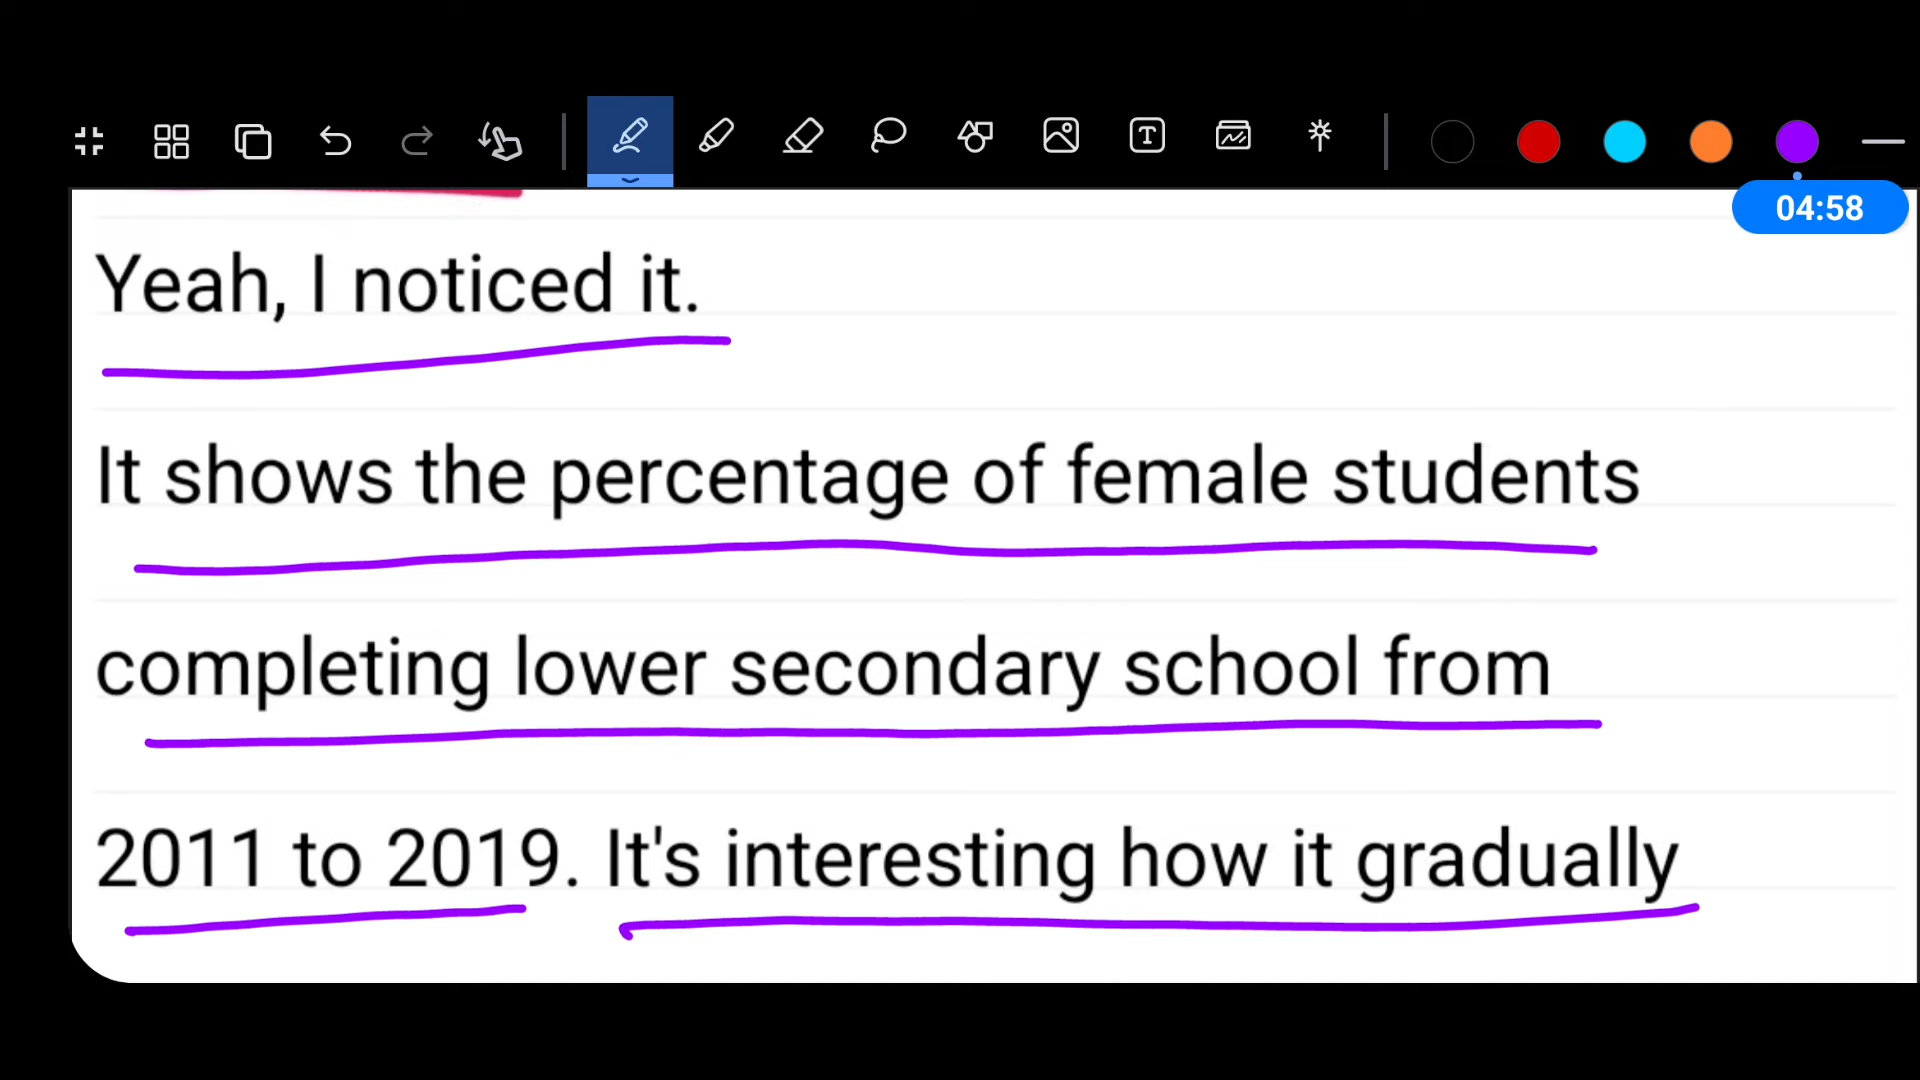 04:58
Yeah, I noticed it.
It shows the percentage of female students
completing lower secondary school from
2011 to 2019. It's interesting how it gradually